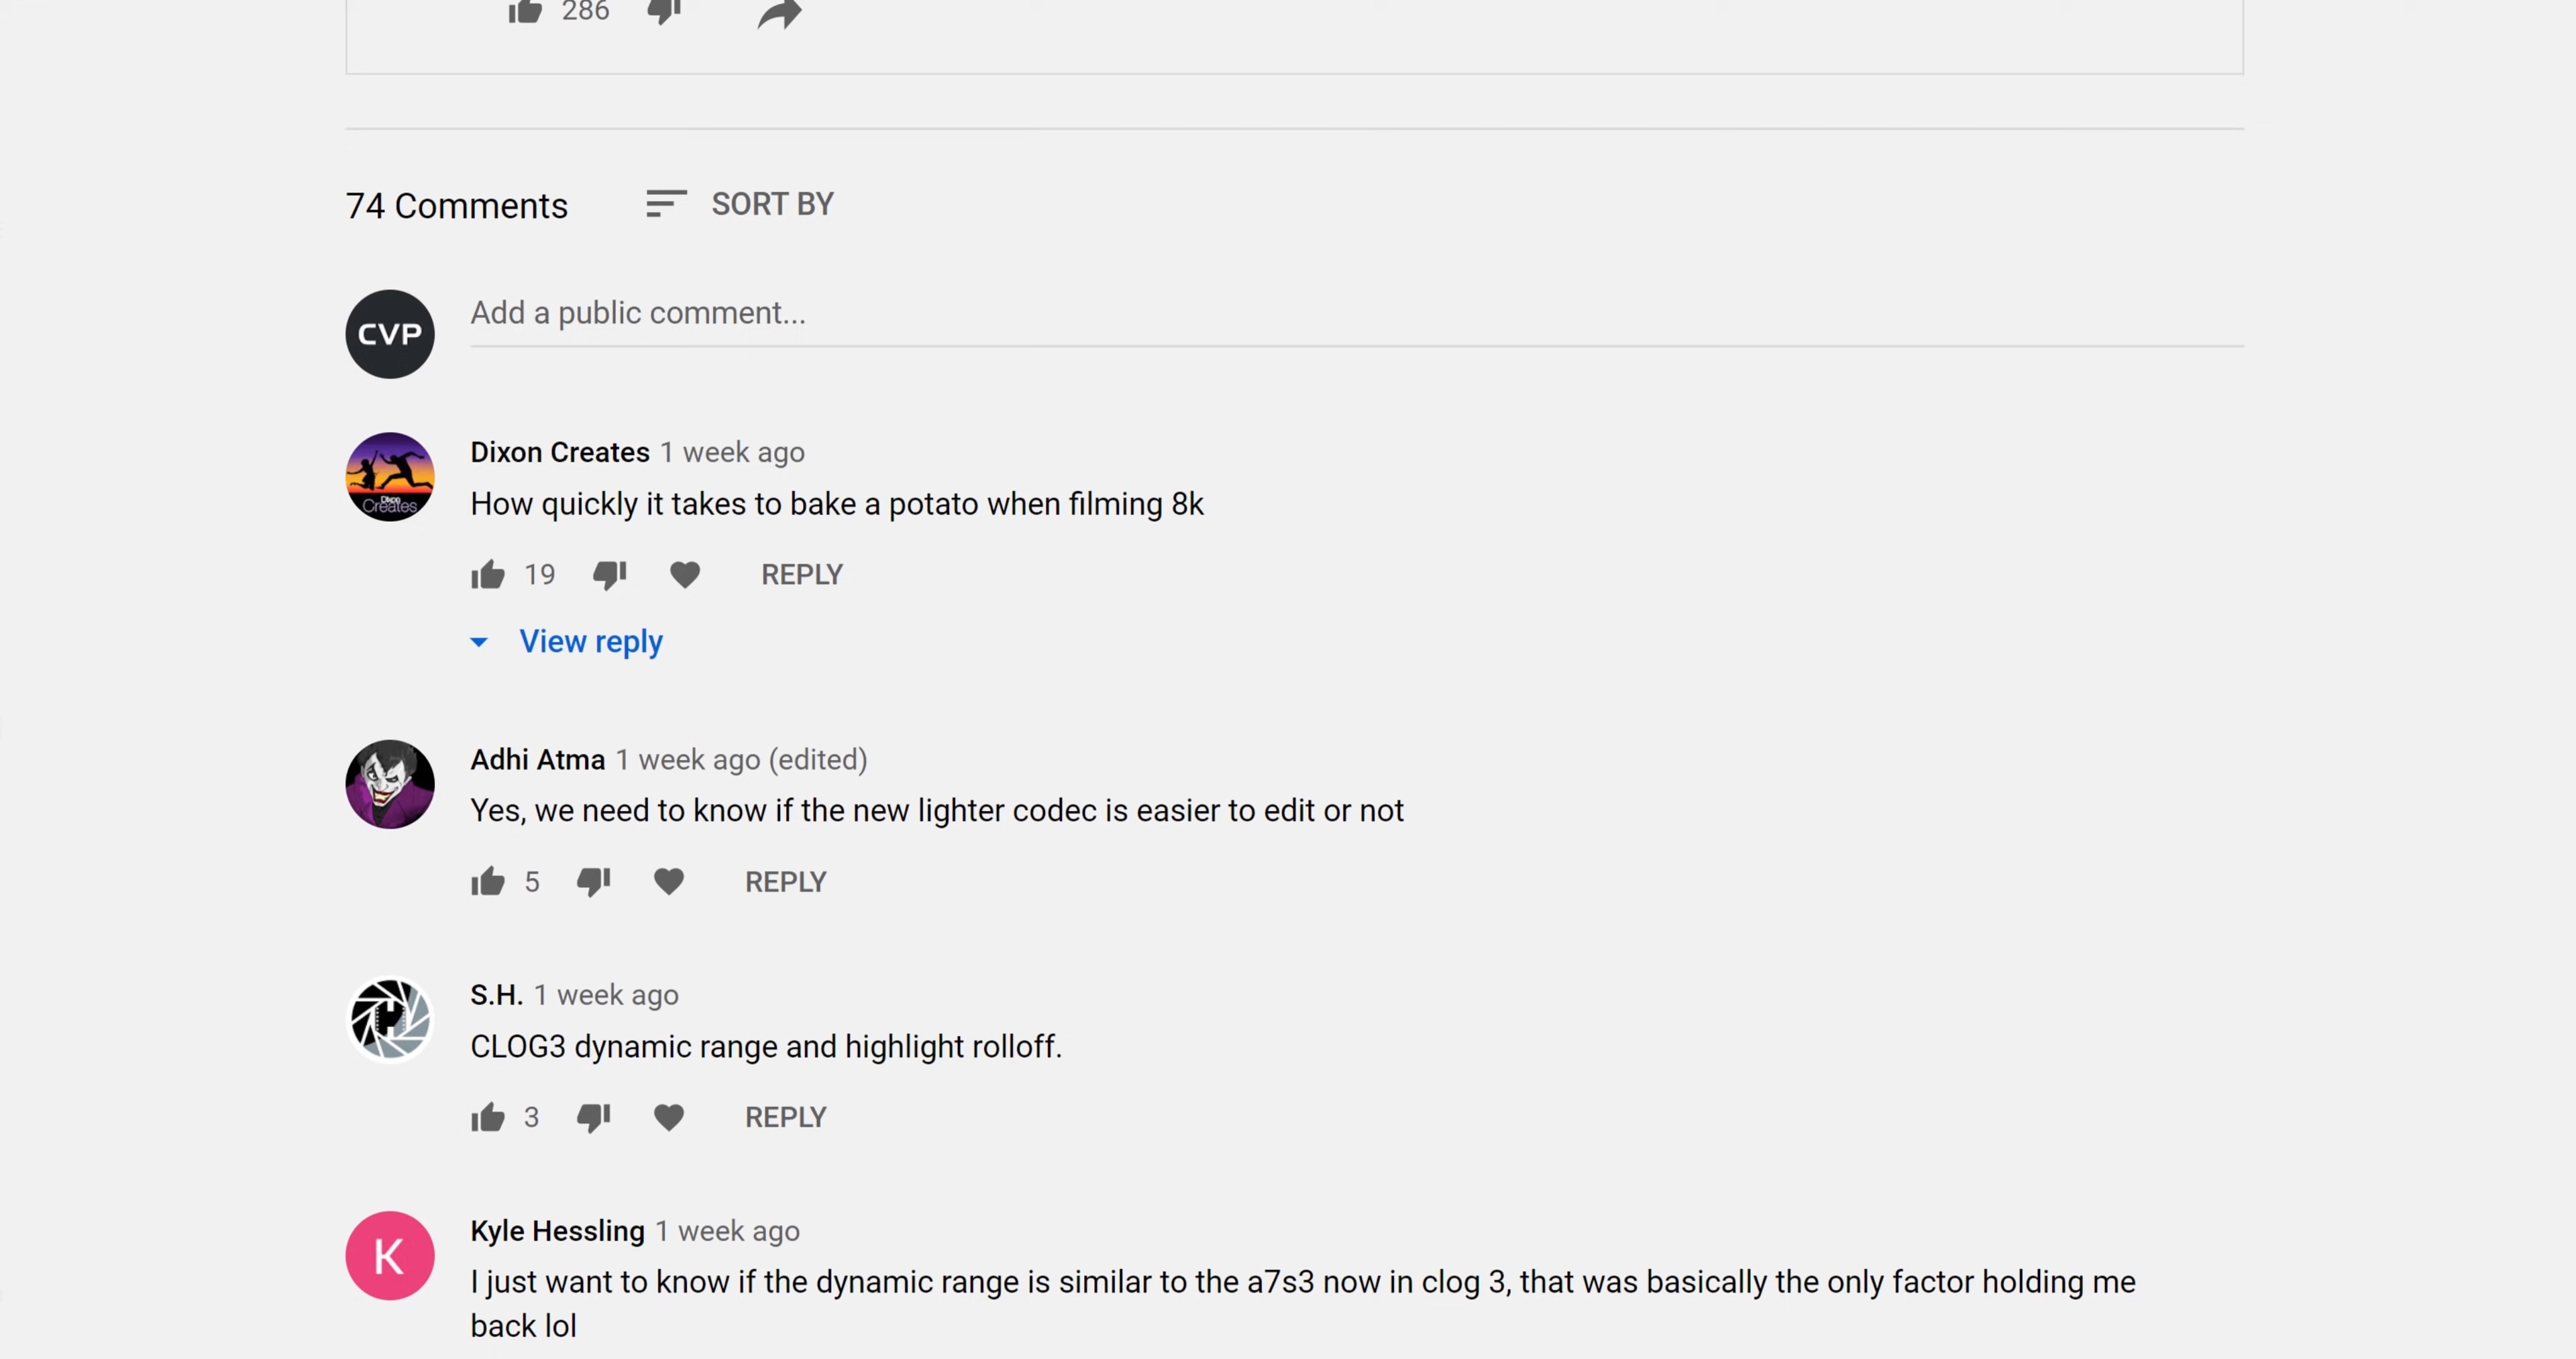 286
74 Comments SORT BY
CVP
Add a public comment...
Dixon Creates 1 week ago
Dixon
Creates
How quickly it takes to bake a potato when filming 8k
19 REPLY
View reply
Adhi Atma 1 week ago (edited)
Yes, we need to know if the new lighter codec is easier to edit or not
5 REPLY
S.H. 1 week ago
H
CLOG3 dynamic range and highlight rolloff.
3 REPLY
Kyle Hessling 1 week ago
K
I just want to know if the dynamic range is similar to the a7s3 now in clog 3, that was basically the only factor holding me
back lol